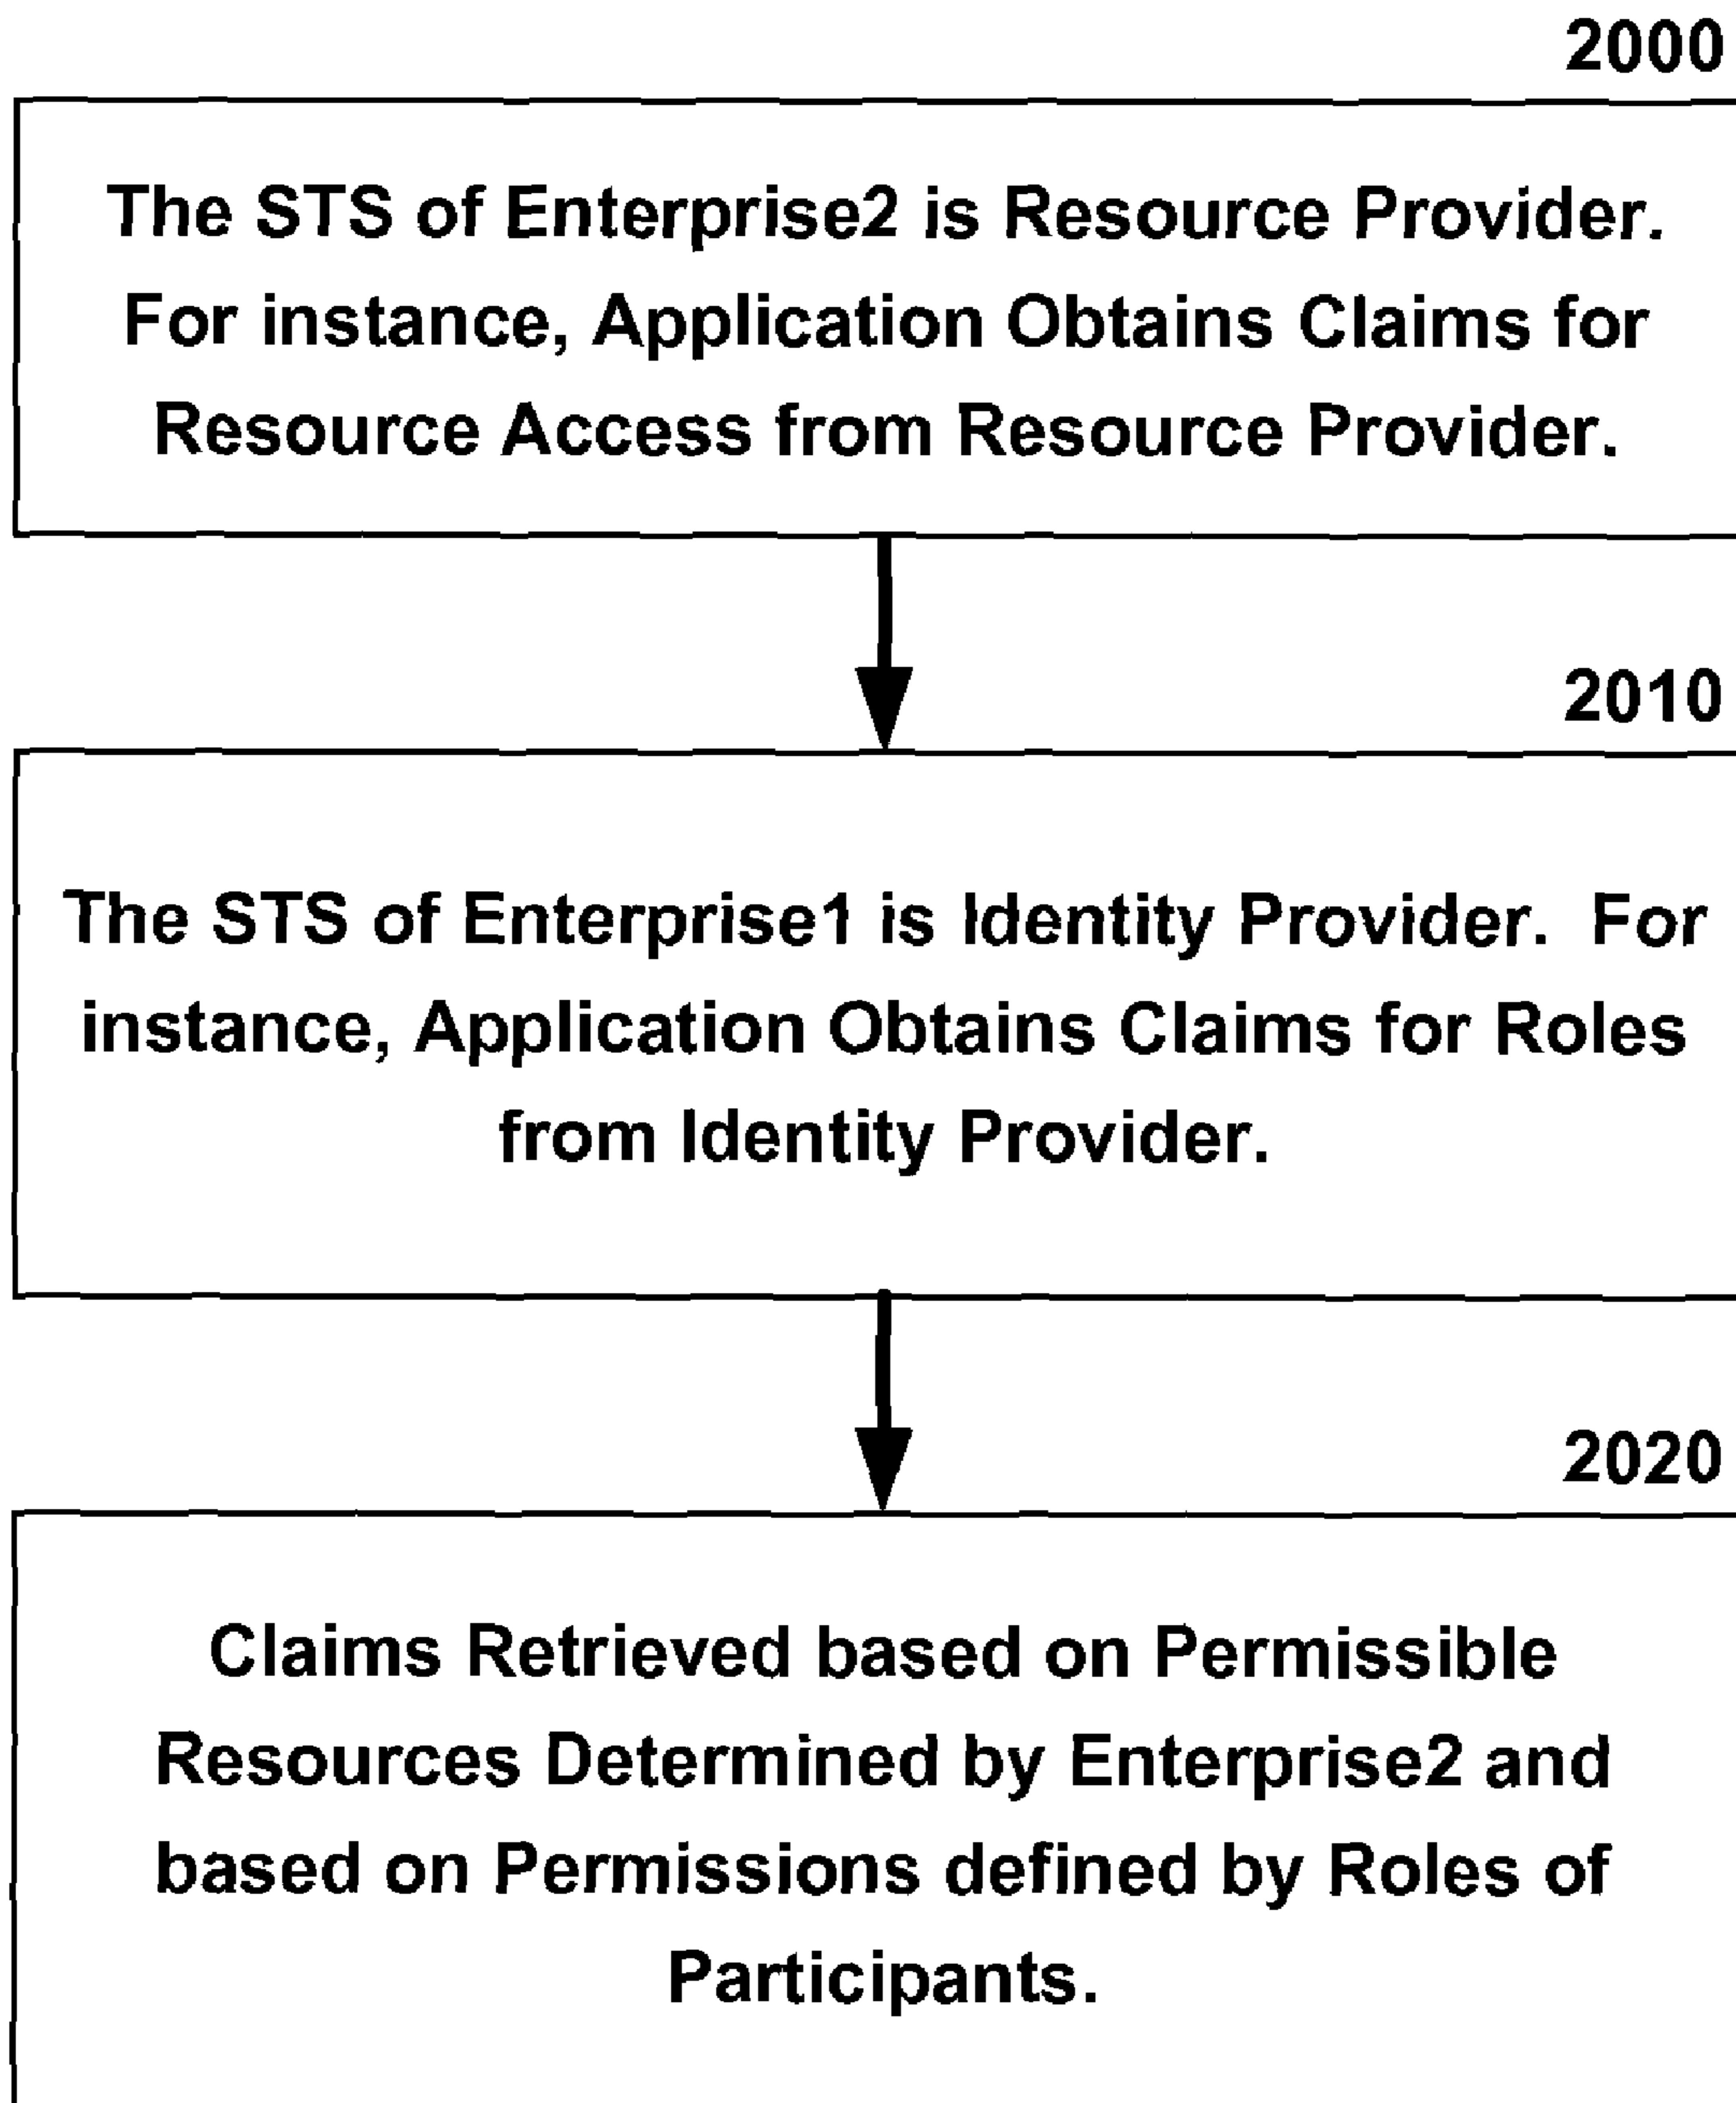 2000
The STS of Enterprise2 is Resource Provider.
For instance, Application Obtains Claims for
Resource Access from Resource Provider.
2010
The STS of Enterprise1 is Identity Provider. For
instance, Application Obtains Claims for Roles
from Identity Provider.
2020
Claims Retrieved based on Permissible
Resources Determined by Enterprise2 and
based on Permissions defined by Roles of
Participants.